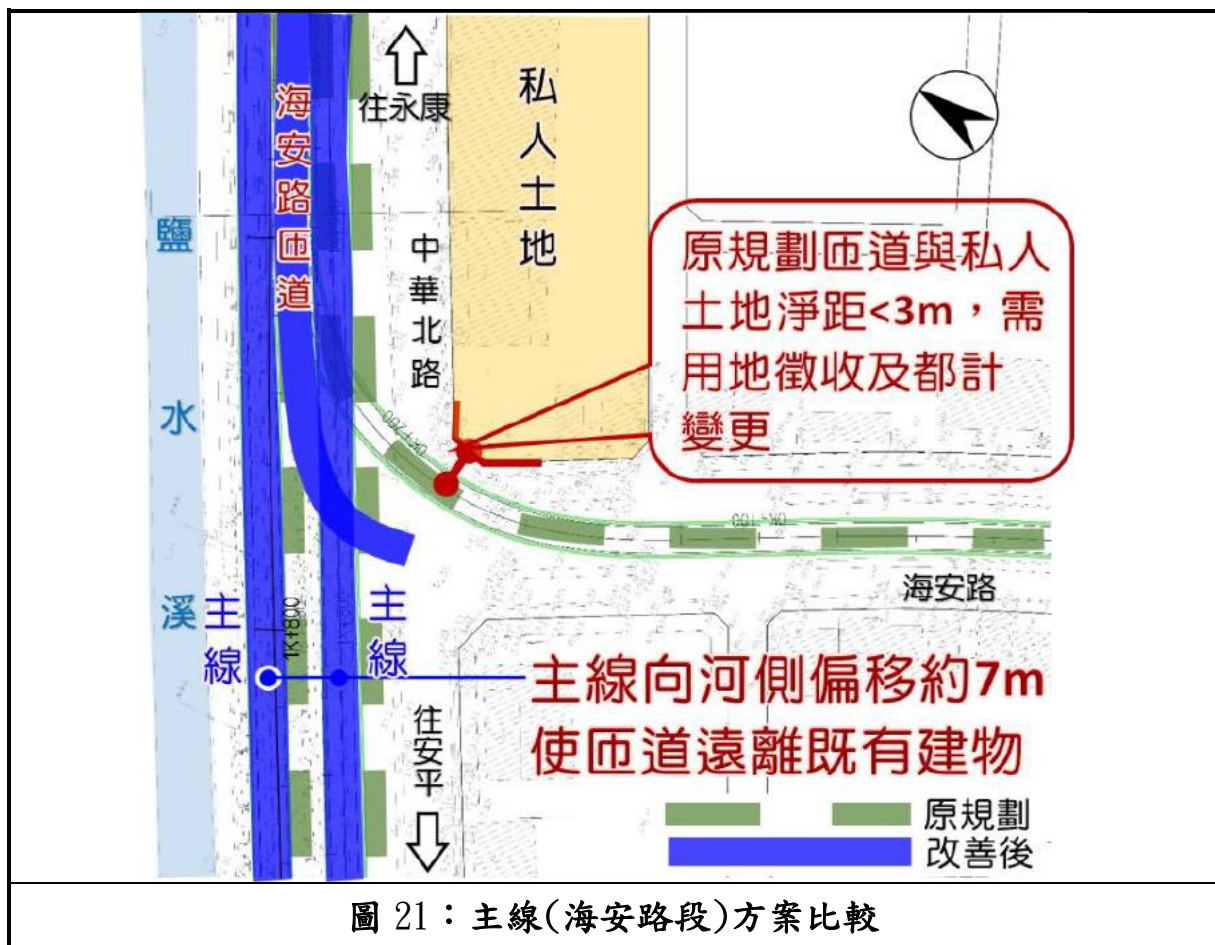 往永康
私人土地
海安路匝道
鹽水溪
中華北路
原規劃匝道與私人
土地淨距<3m，需
用地徵收及都計
變更
海安路
主線
1K+800
主線
主線向河側偏移約7m
使匝道遠離既有建物
往安平
原規劃
改善後
圖 21：主線(海安路段)方案比較